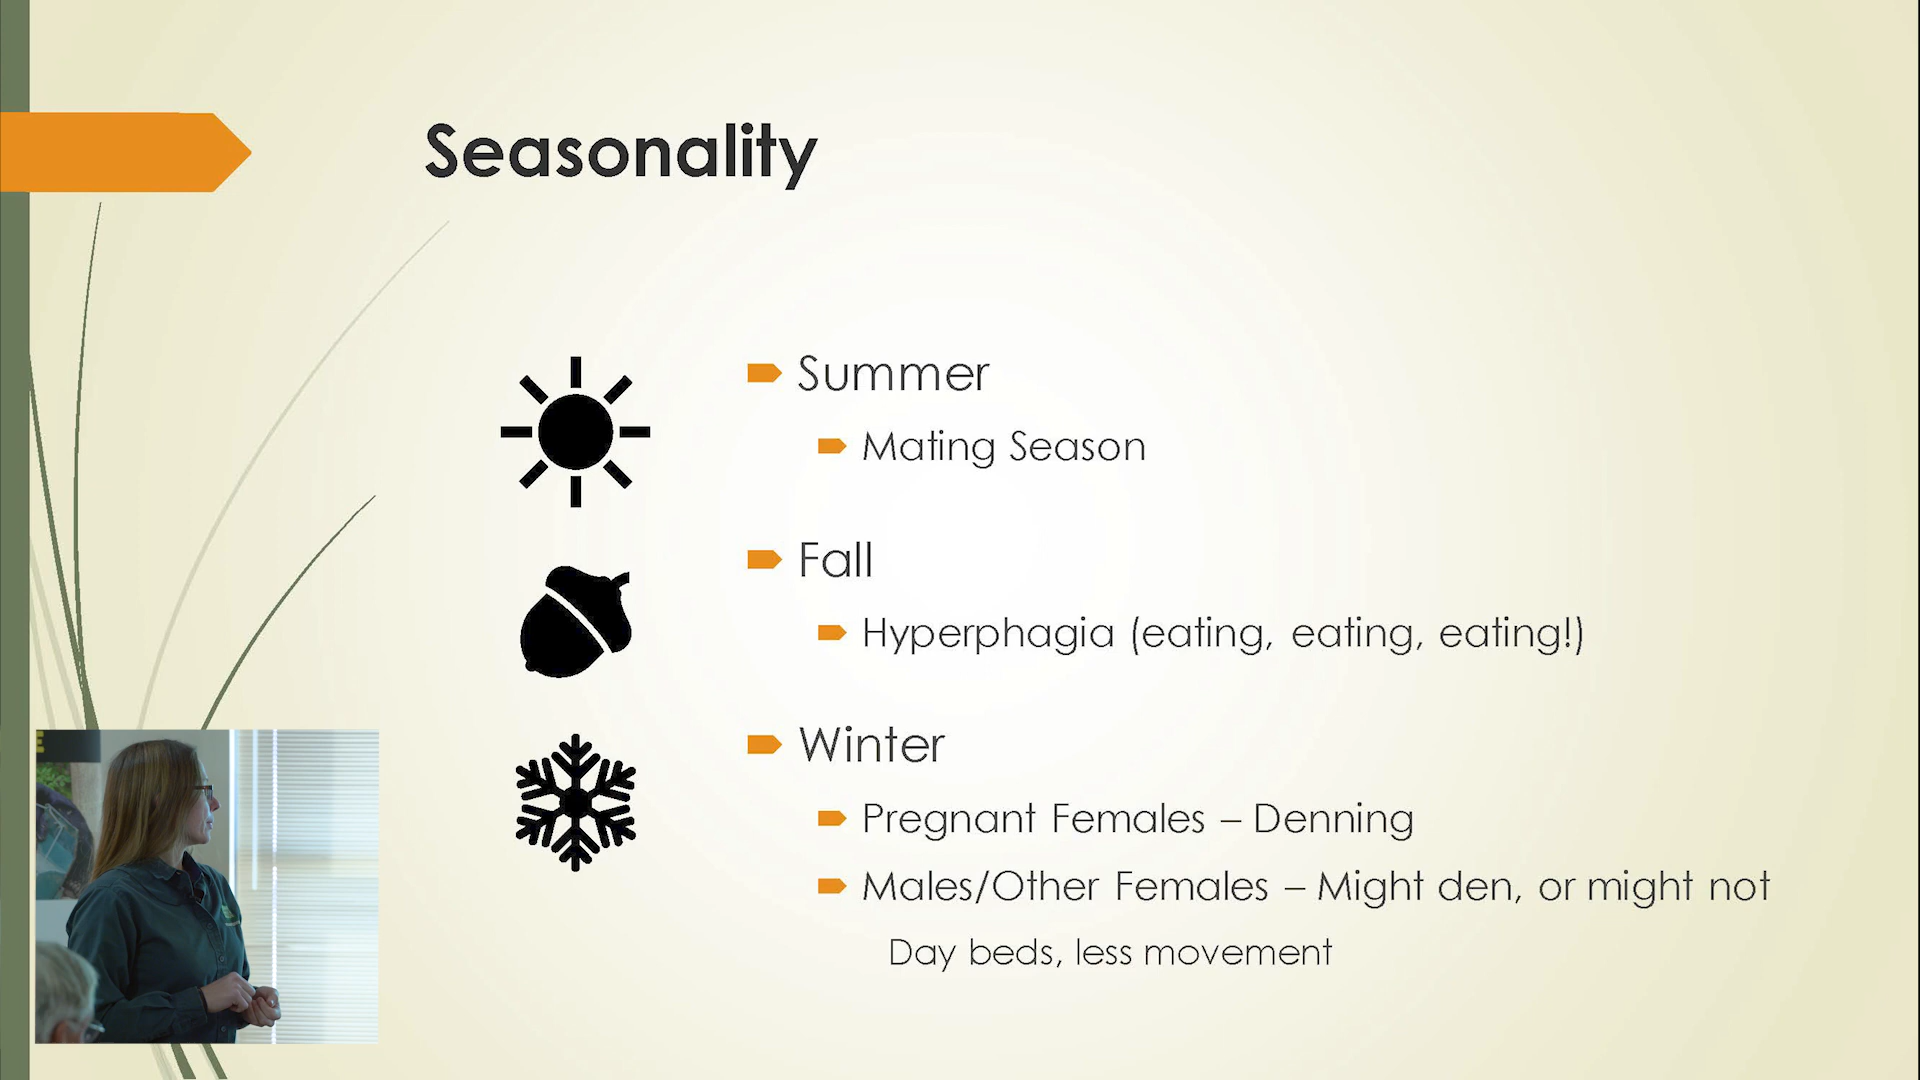 Seasonality
Summer
Mating Season
Fall
Hyperphagia (eating, eating, eating!)
Winter
Pregnant Females – Denning
Males/Other Females – Might den, or might not
Day beds, less movement
E